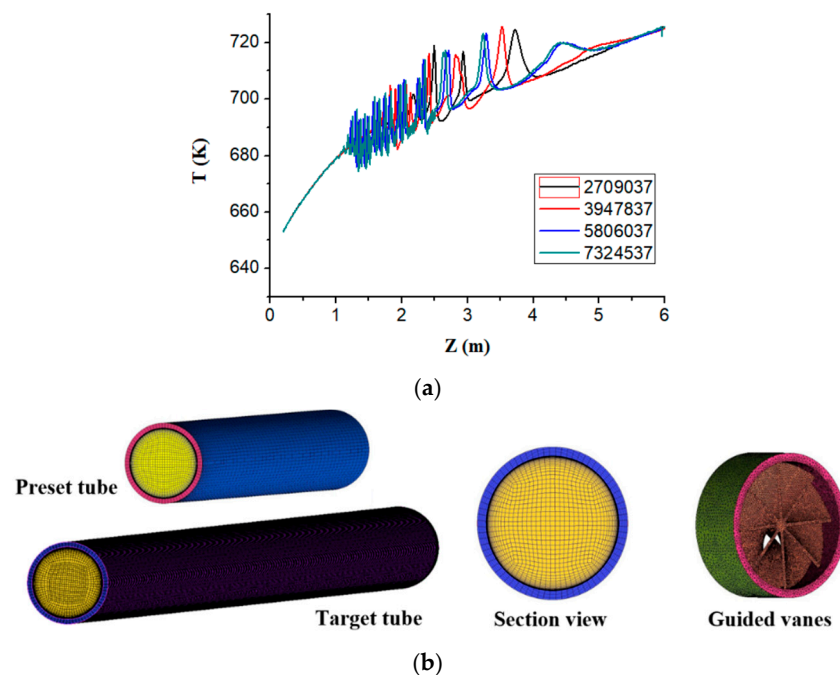 720
700
680
660
640
T (K)
2709037
3947837
5806037
7324537
0 1 2 3 4 5 6
Z (m)
(a)
Preset tube
Target tube
Section view
Guided vanes
(b)